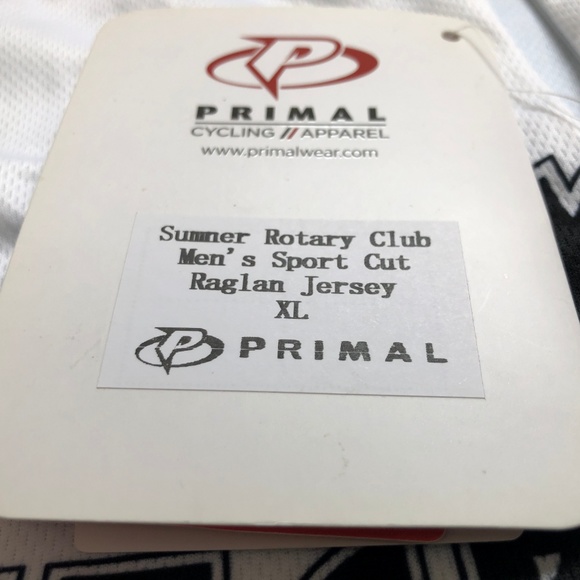 PRIMAL
CYCLING // APPAREL
www.primalwear.com
Sumner Rotary Club
Men's Sport Cut
Raglan Jersey
XL
PRIMAL